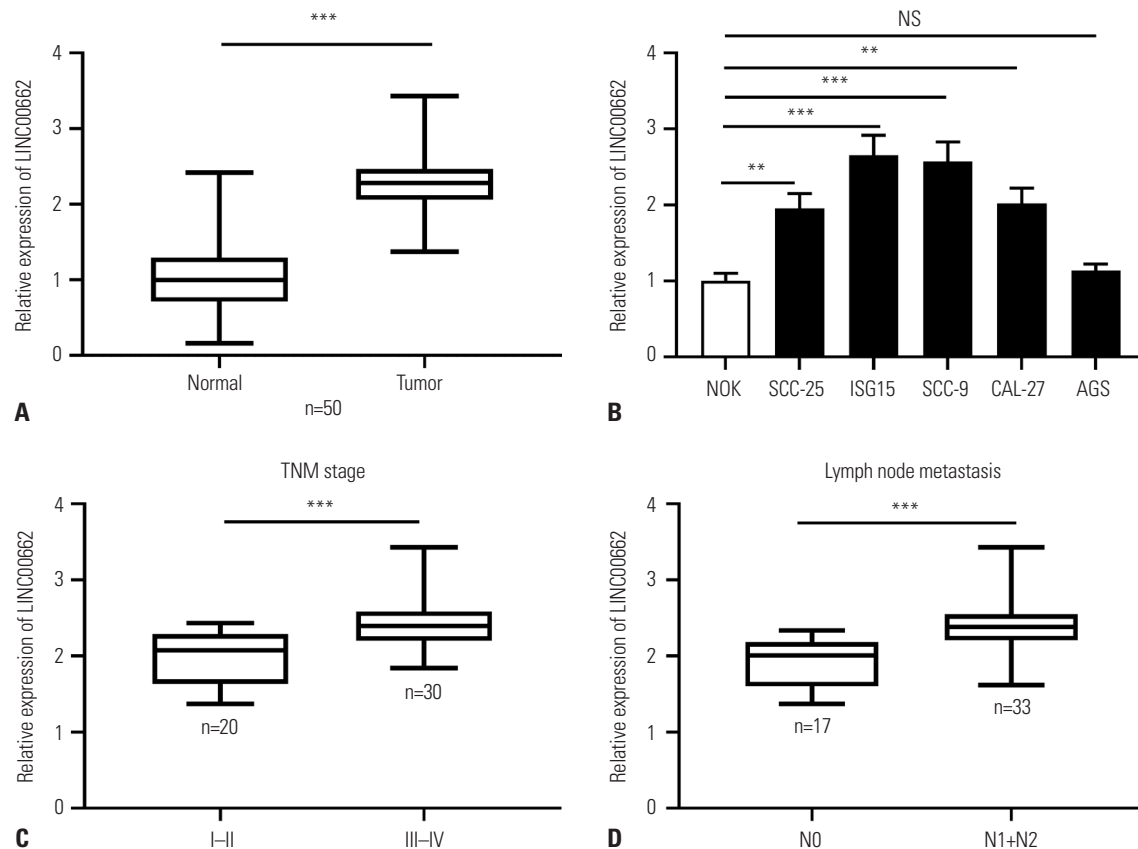 ***
4
3
2
1
0
Relative expression of LINC00662
Normal
Tumor
n=50
A
NS
**
***
***
**
4
3
2
1
0
Relative expression of LINC00662
NOK
SCC-25
ISG15
SCC-9
CAL-27
AGS
B
TNM stage
***
4
3
2
1
0
Relative expression of LINC00662
n=20
n=30
I–II
III–IV
C
Lymph node metastasis
***
4
3
2
1
0
Relative expression of LINC00662
n=17
n=33
N0
N1+N2
D